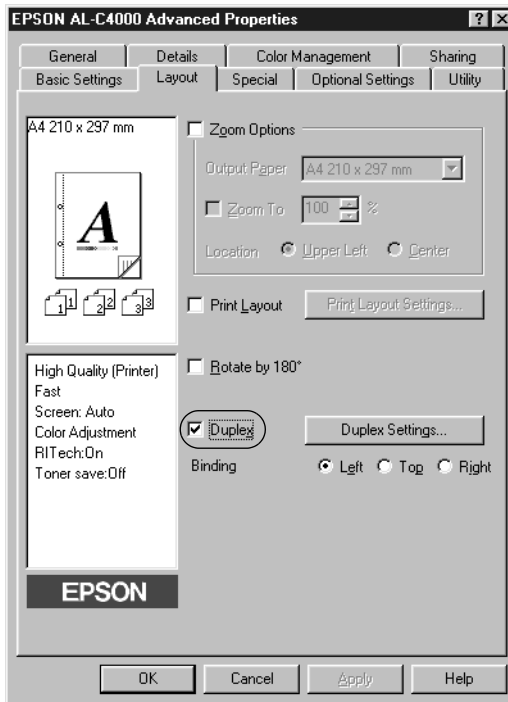 EPSON AL-C4000 Advanced Properties
General Details Color Management Sharing
Basic Settings Layout Special Optional Settings Utility
A4 210 x 297 mm
A
1 1 2 2 3 3
Zoom Options
Output Paper A4 210 x 297 mm
Zoom To 100 %
Location Upper Left Center
Print Layout Print Layout Settings...
Rotate by 180°
Duplex Duplex Settings...
Binding Left Top Right
High Quality (Printer)
Fast
Screen: Auto
Color Adjustment
RITech:On
Toner save:Off
EPSON
OK Cancel Apply Help